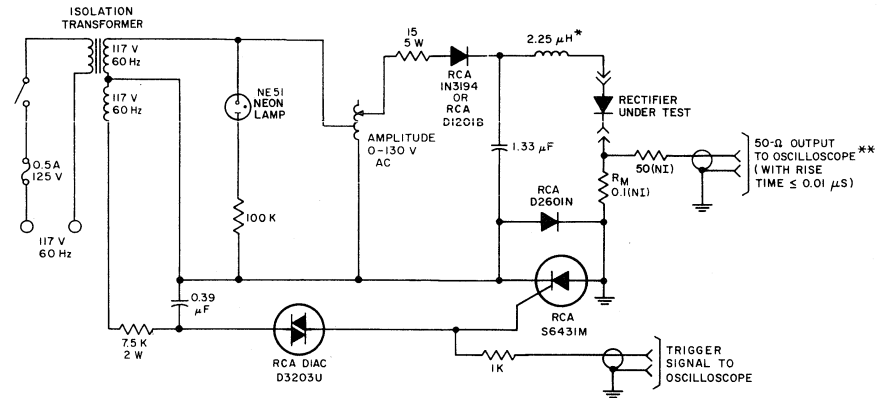 ISOLATION
TRANSFORMER
117 V
60 Hz
117 V
60 Hz
0.5A
125 V
117 V
60 Hz
NE51
NEON
LAMP
100 K
AMPLITUDE
0-130 V
AC
15
5 W
RCA
IN3194
OR
RCA
D1201B
2.25 μH*
1.33 μF
RECTIFIER
UNDER TEST
50(NI)
R M
0.1(NI)
50-Ω OUTPUT
TO OSCILLOSCOPE**
(WITH RISE
TIME ≤ 0.01 μS)
RCA
D2601N
RCA
S6431M
0.39
μF
7.5 K
2 W
RCA DIAC
D3203U
1K
TRIGGER
SIGNAL TO
OSCILLOSCOPE